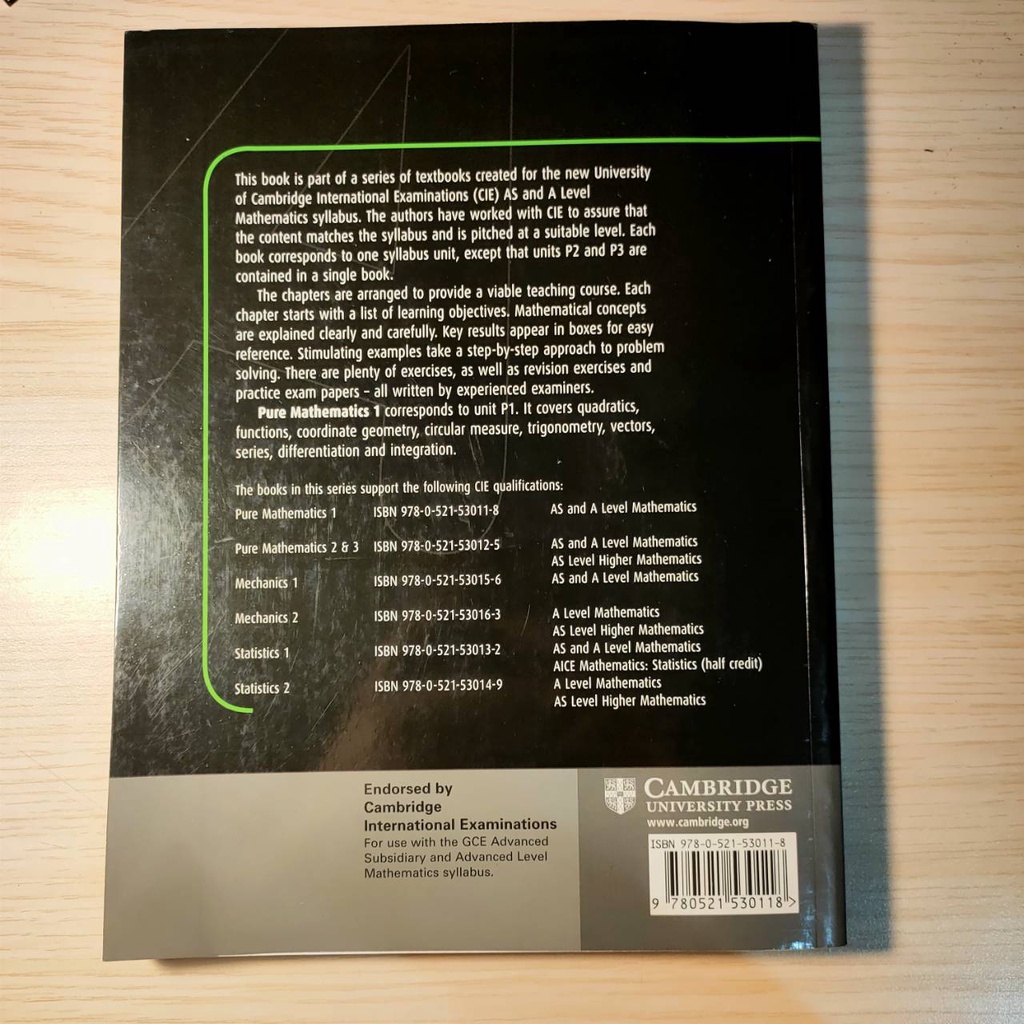 This book is part of a series of textbooks created for the new University
of Cambridge International Examinations (CIE) AS and A Level
Mathematics syllabus. The authors have worked with CIE to assure that
the content matches the syllabus and is pitched at a suitable level. Each
book corresponds to one syllabus unit, except that units P2 and P3 are
contained in a single book.
The chapters are arranged to provide a viable teaching course. Each
chapter starts with a list of learning objectives. Mathematical concepts
are explained clearly and carefully. Key results appear in boxes for easy
reference. Stimulating examples take a step-by-step approach to problem
solving. There are plenty of exercises, as well as revision exercises and
practice exam papers – all written by experienced examiners.
Pure Mathematics 1 corresponds to unit P1. It covers quadratics,
functions, coordinate geometry, circular measure, trigonometry, vectors,
series, differentiation and integration.
The books in this series support the following CIE qualifications:
Pure Mathematics 1 ISBN 978-0-521-53011-8 AS and A Level Mathematics
Pure Mathematics 2 & 3 ISBN 978-0-521-53012-5 AS and A Level Mathematics
AS Level Higher Mathematics
Mechanics 1 ISBN 978-0-521-53015-6 AS and A Level Mathematics
Mechanics 2 ISBN 978-0-521-53016-3 A Level Mathematics
AS Level Higher Mathematics
Statistics 1 ISBN 978-0-521-53013-2 AS and A Level Mathematics
AICE Mathematics: Statistics (half credit)
Statistics 2 ISBN 978-0-521-53014-9 A Level Mathematics
AS Level Higher Mathematics
Endorsed by
Cambridge
International Examinations
For use with the GCE Advanced
Subsidiary and Advanced Level
Mathematics syllabus.
CAMBRIDGE
UNIVERSITY PRESS
www.cambridge.org
ISBN 978-0-521-53011-8
9 780521 530118 >